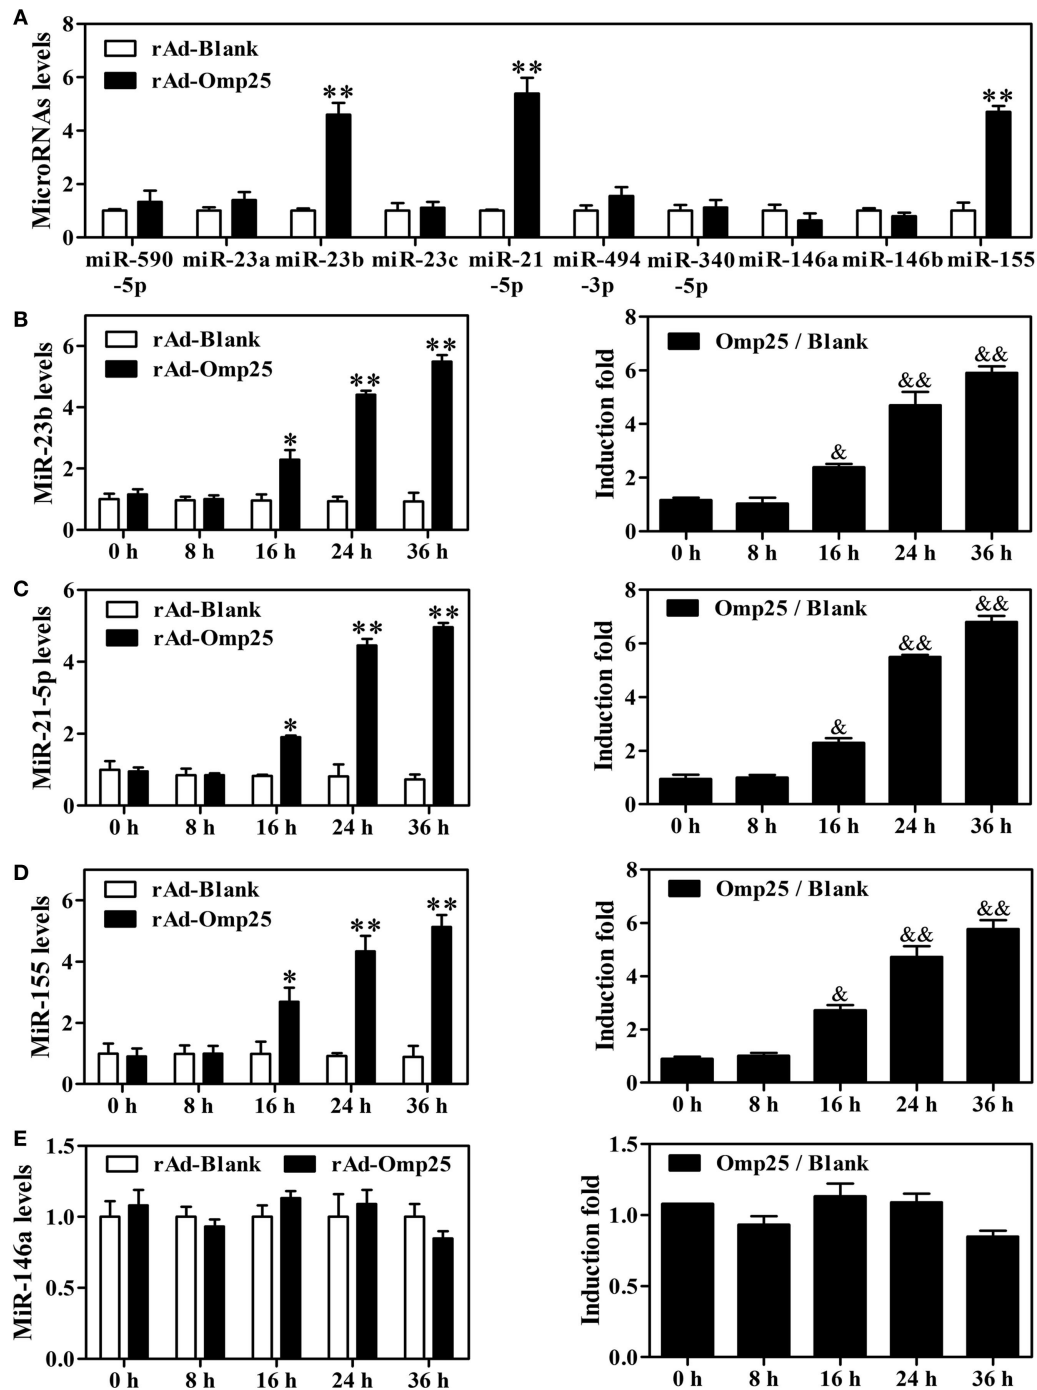 A
MicroRNAs levels
8
6
4
2
0
rAd-Blank
rAd-Omp25
** ** **
miR-590 miR-23a miR-23b miR-23c miR-21 miR-494 miR-340 miR-146a miR-146b miR-155
-5p -5p -3p -5p
B
MiR-23b levels
6
4
2
0
rAd-Blank
rAd-Omp25
* ** **
0 h 8 h 16 h 24 h 36 h
Induction fold
8
6
4
2
0
Omp25 / Blank
& && &&
0 h 8 h 16 h 24 h 36 h
C
MiR-21-5p levels
6
4
2
0
rAd-Blank
rAd-Omp25
* ** **
0 h 8 h 16 h 24 h 36 h
Induction fold
8
6
4
2
0
Omp25 / Blank
& && &&
0 h 8 h 16 h 24 h 36 h
D
MiR-155 levels
6
4
2
0
rAd-Blank
rAd-Omp25
* ** **
0 h 8 h 16 h 24 h 36 h
Induction fold
8
6
4
2
0
Omp25 / Blank
& && &&
0 h 8 h 16 h 24 h 36 h
E
MiR-146a levels
1.5
1.0
0.5
0.0
rAd-Blank rAd-Omp25
0 h 8 h 16 h 24 h 36 h
Induction fold
1.5
1.0
0.5
0.0
Omp25 / Blank
0 h 8 h 16 h 24 h 36 h